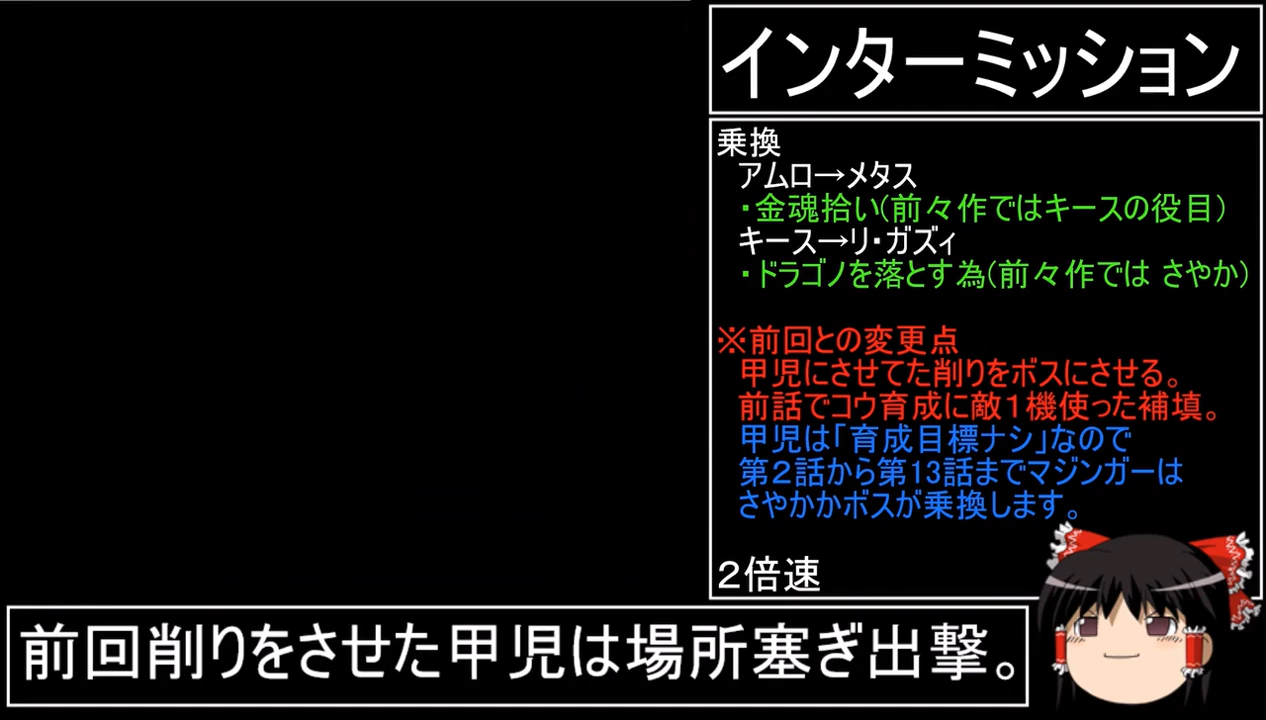 インターミッション
乗換
アムロ→メタス
・金魂拾い(前々作ではキースの役目)
キース→リ・ガズィ
・ドラゴノを落とす為(前々作では さやか)
※前回との変更点
甲児にさせてた削りをボスにさせる。
前話でコウ育成に敵1機使った補填。
甲児は「育成目標ナシ」なので
第2話から第13話までマジンガーは
さやかかボスが乗換します。
2倍速
前回削りをさせた甲児は場所塞ぎ出撃。